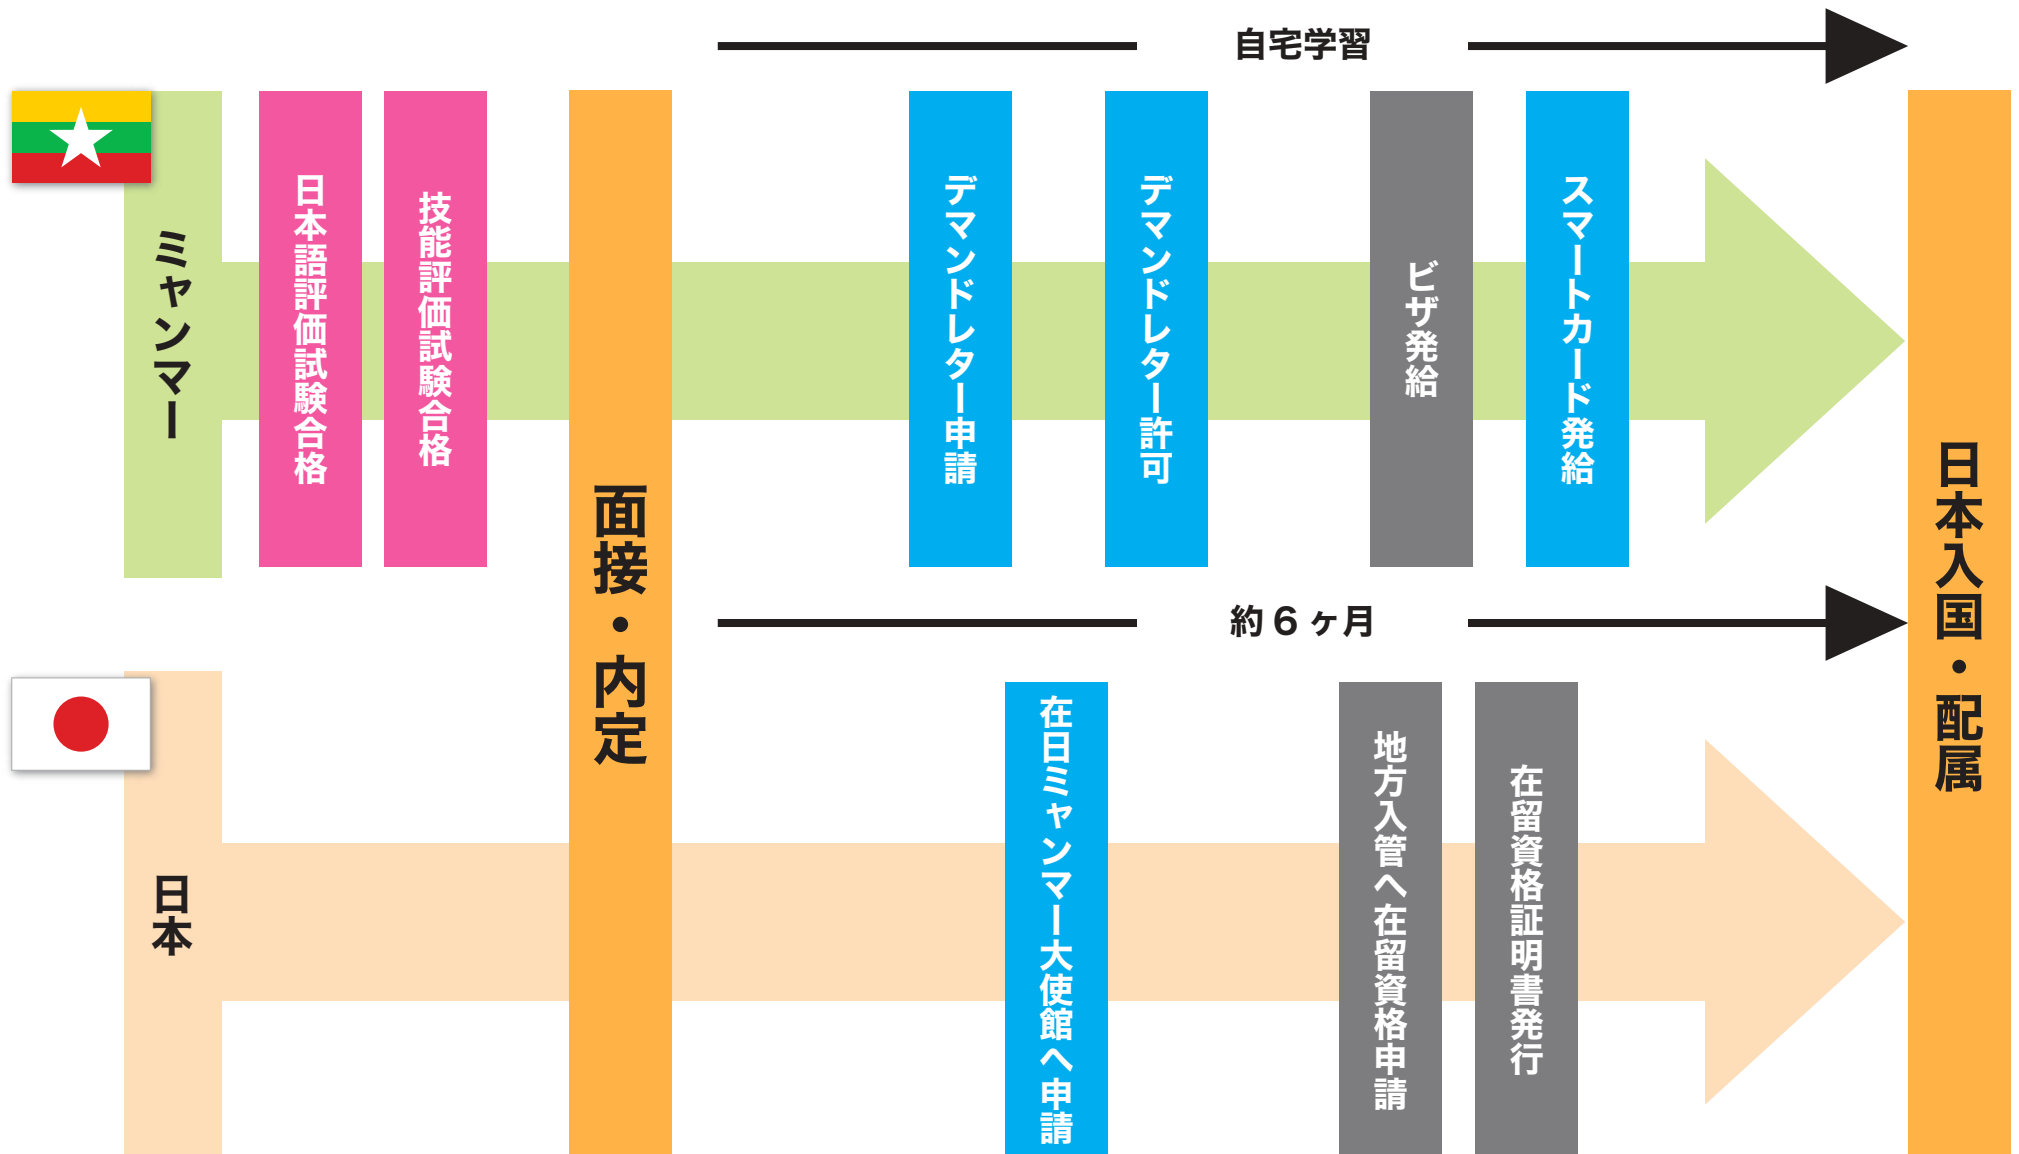 自宅学習
ミャンマー
日本語評価試験合格
技能評価試験合格
面接・内定
デマンドレター申請
デマンドレター許可
ビザ発給
スマートカード発給
日本入国・配属
約６ヶ月
日本
在日ミャンマー大使館へ申請
地方入管へ在留資格申請
在留資格証明書発行